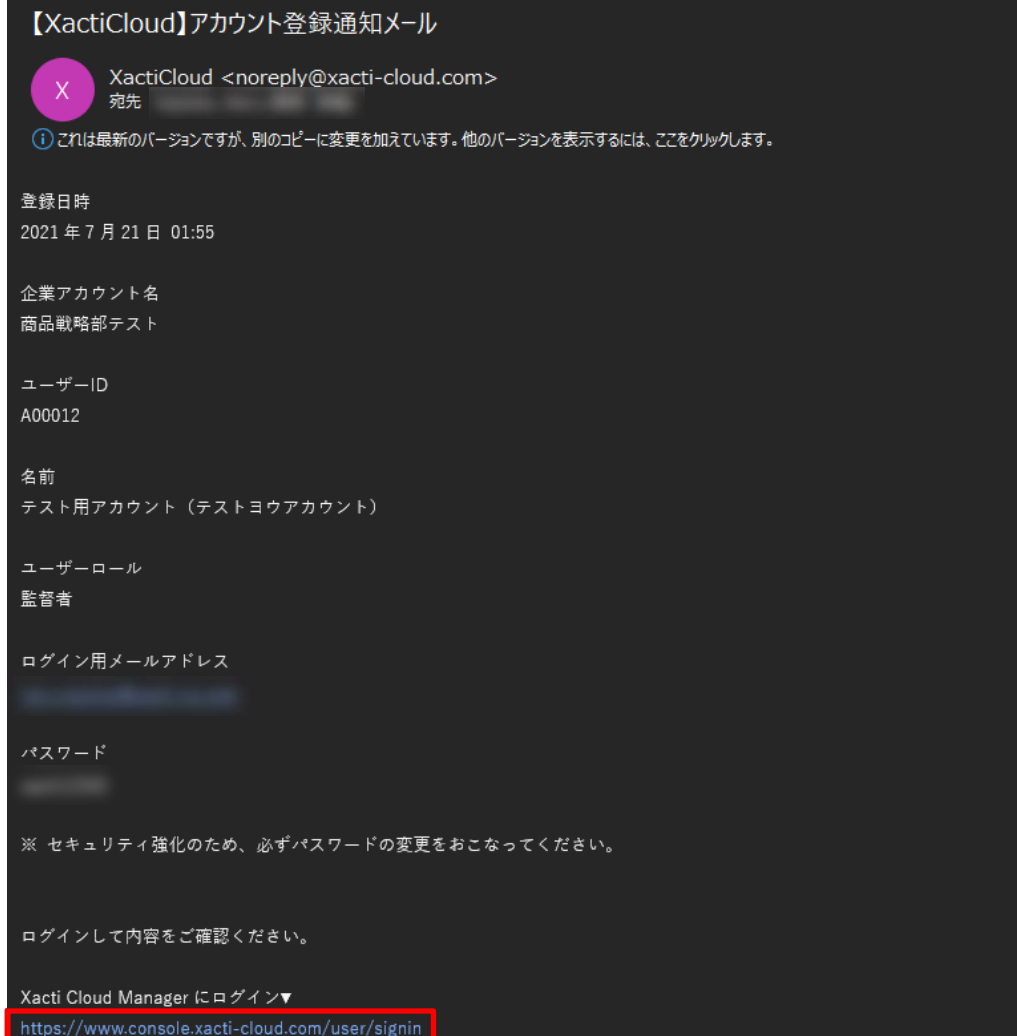 【XactiCloud】アカウント登録通知メール
X
XactiCloud <noreply@xacti-cloud.com>
宛先
これは最新のバージョンですが、別のコピーに変更を加えています。他のバージョンを表示するには、ここをクリックします。
登録日時
2021 年 7 月 21 日 01:55
企業アカウント名
商品戦略部テスト
ユーザーID
A00012
名前
テスト用アカウント（テストヨウアカウント）
ユーザーロール
監督者
ログイン用メールアドレス
パスワード
※ セキュリティ強化のため、必ずパスワードの変更をおこなってください。
ログインして内容をご確認ください。
Xacti Cloud Manager にログイン▼
https://www.console.xacti-cloud.com/user/signin